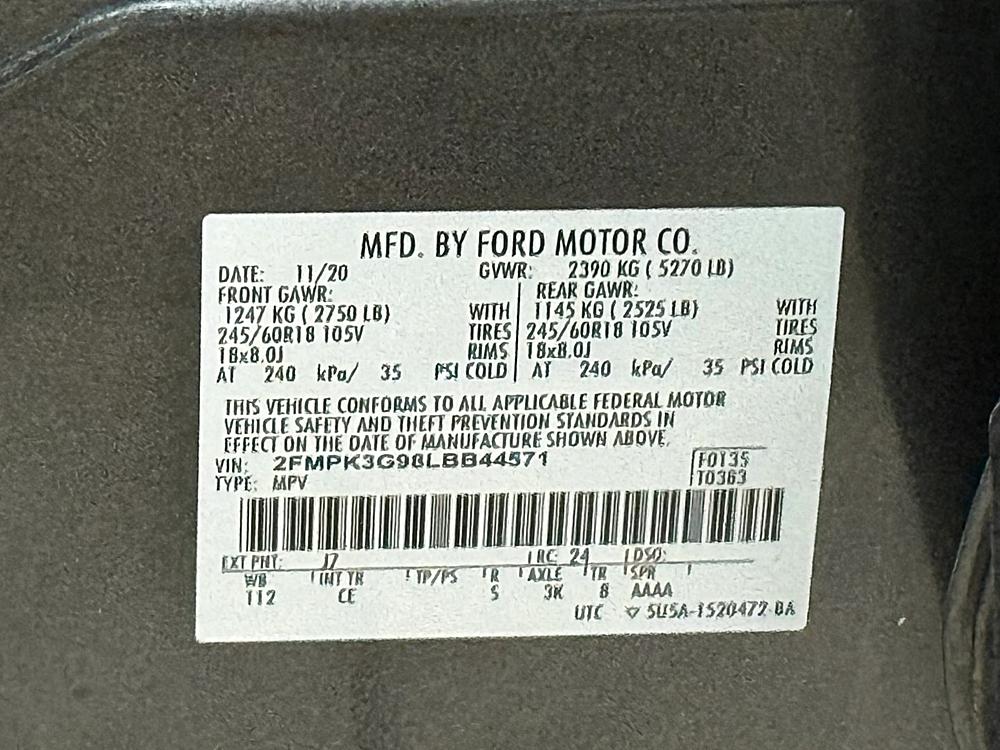 MFD. BY FORD MOTOR CO.
DATE: 11/20 GVWR: 2390 KG ( 5270 LB)
FRONT GAWR: REAR GAWR:
1247 KG ( 2750 LB) WITH 1145 KG ( 2525 LB) WITH
245/60R18 105V TIRES 245/60R18 105V TIRES
18x8.0J RIMS 18x8.0J RIMS
AT 240 kPa/ 35 PSI COLD AT 240 kPa/ 35 PSI COLD
THIS VEHICLE CONFORMS TO ALL APPLICABLE FEDERAL MOTOR
VEHICLE SAFETY AND THEFT PREVENTION STANDARDS IN
EFFECT ON THE DATE OF MANUFACTURE SHOWN ABOVE.
VIN: 2FMPK3G98LBB44571 F0135
TYPE: MPV T0363
EXT PNT: J7 RC: 24 DSO:
WB INT TR TP/PS R AXLE TR SPR
112 CE 5 3K 8 AAAA
UTC 5U5A-1520472-BA